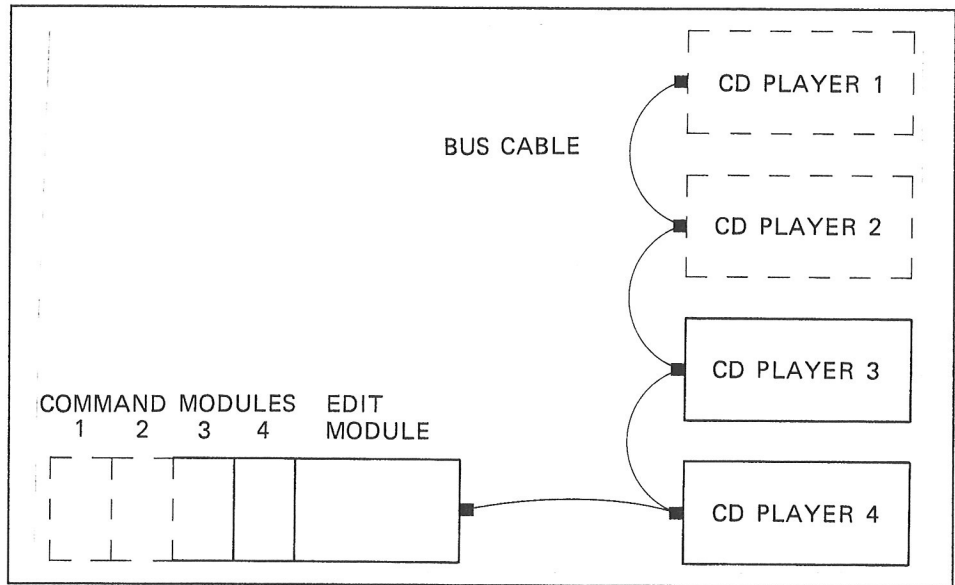 CD PLAYER 1
BUS CABLE
CD PLAYER 2
CD PLAYER 3
COMMAND MODULES EDIT
1 2 3 4 MODULE
CD PLAYER 4